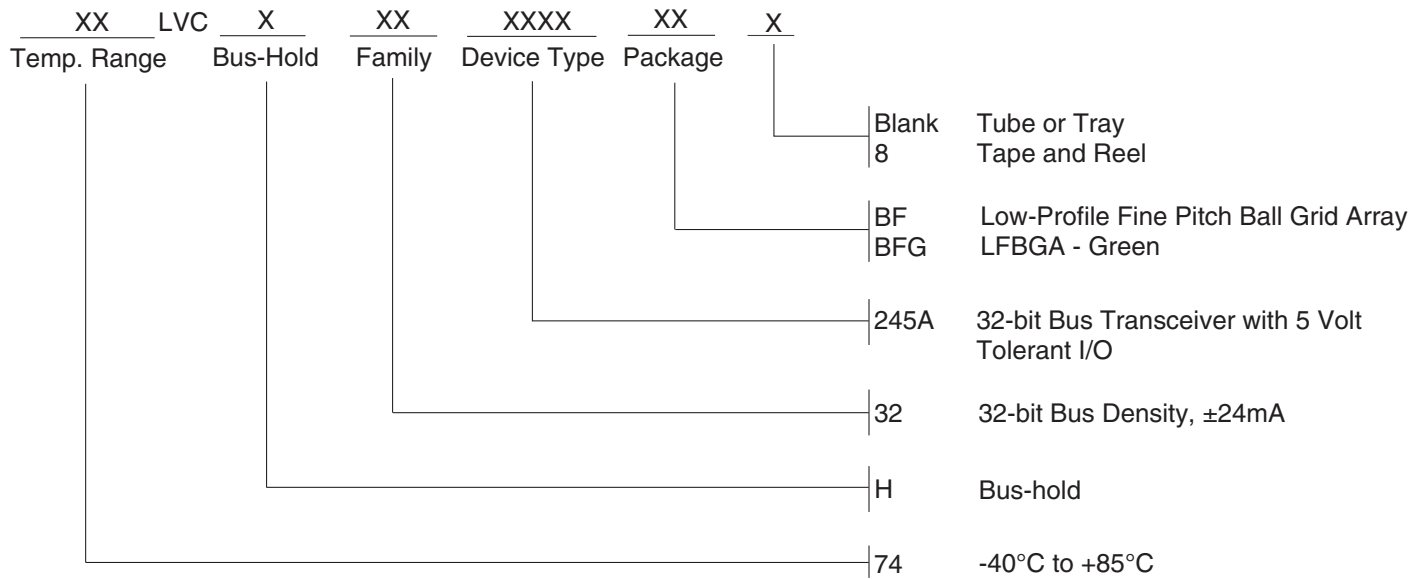 XX LVC X XX XXXX XX X
Temp. Range Bus-Hold Family Device Type Package
Blank Tube or Tray
8 Tape and Reel
BF Low-Profile Fine Pitch Ball Grid Array
BFG LFBGA - Green
245A 32-bit Bus Transceiver with 5 Volt
Tolerant I/O
32 32-bit Bus Density, ±24mA
H Bus-hold
74 -40°C to +85°C